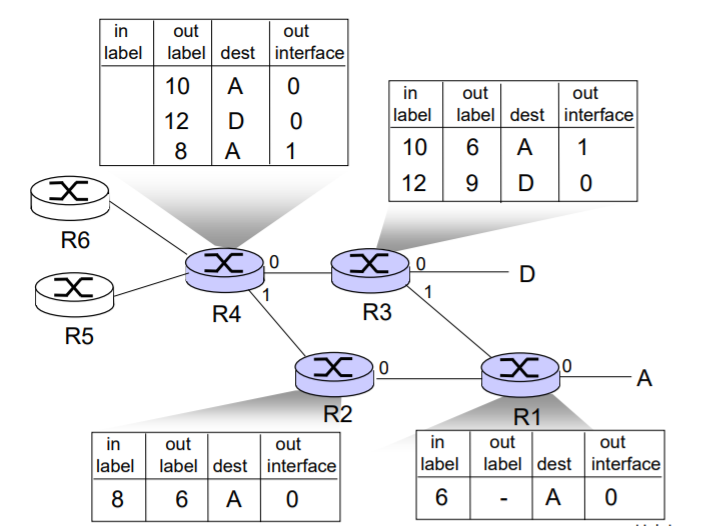 in out out
label label dest interface
10 A 0
12 D 0
8 A 1
in out out
label label dest interface
10 6 A 1
12 9 D 0
R6
0 0 D
R4 1 R3 1
R5
0 0 A
R2 R1
in out out
label label dest interface
8 6 A 0
in out out
label label dest interface
6 - A 0